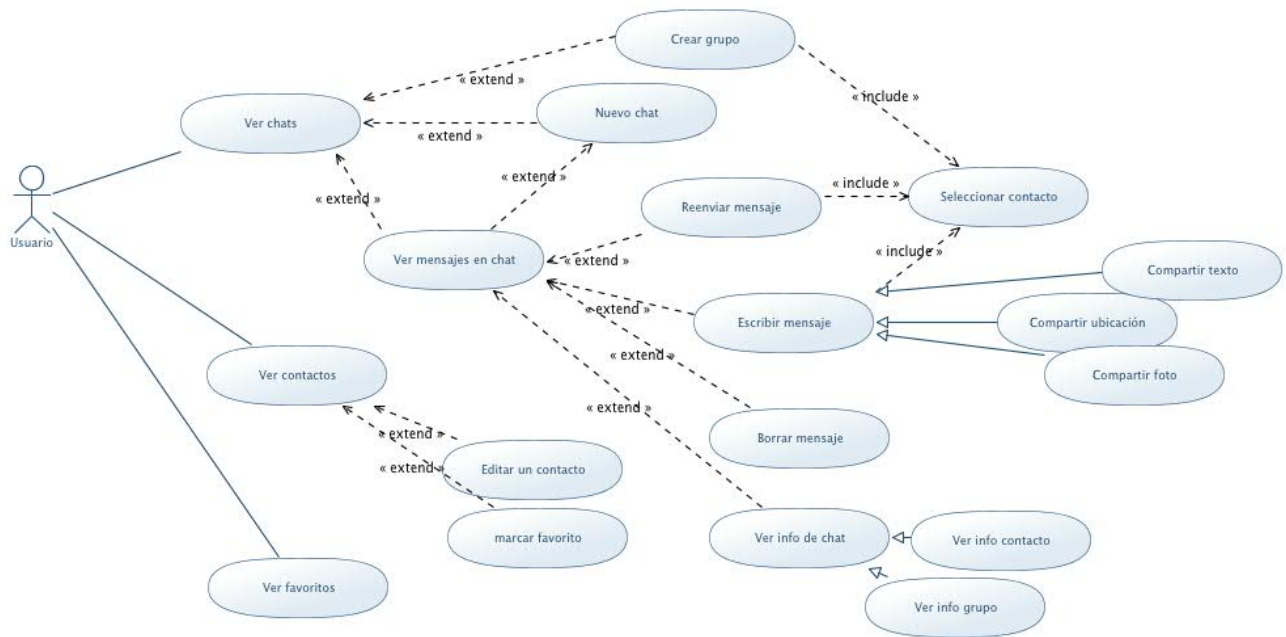 Crear grupo
« extend »
« include »
Nuevo chat
Ver chats
« extend »
« extend »
« extend »
Reenviar mensaje
« include »
Seleccionar contacto
Usuario
Ver mensajes en chat
« extend »
« include »
Compartir texto
« extend »
Escribir mensaje
Compartir ubicación
« extend »
Ver contactos
Compartir foto
« extend »
« extend »
Borrar mensaje
« extend »
Editar un contacto
marcar favorito
Ver info de chat
Ver info contacto
Ver favoritos
Ver info grupo